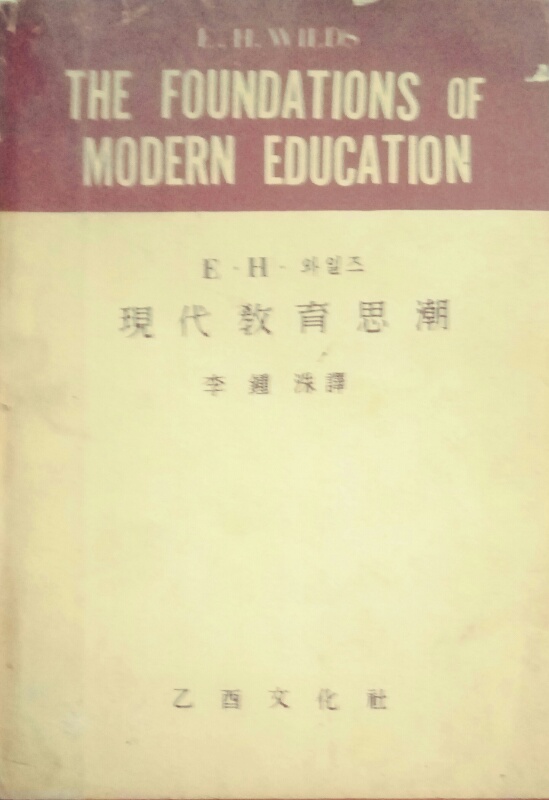 E. H. WILDS
THE FOUNDATIONS OF
MODERN EDUCATION
E · H · 와일즈
現代敎育思潮
李鍾洙譯
乙酉文化社